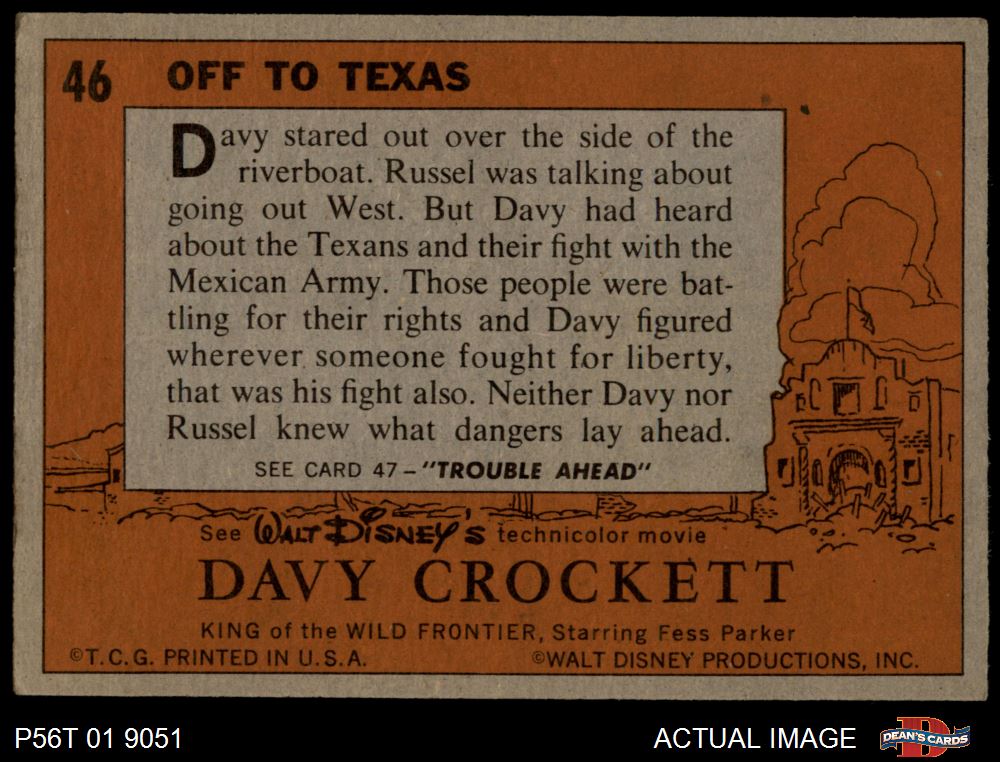 46 OFF TO TEXAS
Davy stared out over the side of the
riverboat. Russel was talking about
going out West. But Davy had heard
about the Texans and their fight with the
Mexican Army. Those people were bat-
tling for their rights and Davy figured
wherever someone fought for liberty,
that was his fight also. Neither Davy nor
Russel knew what dangers lay ahead.
SEE CARD 47 – "TROUBLE AHEAD"
See WALT DISNEY'S technicolor movie
DAVY CROCKETT
KING of the WILD FRONTIER, Starring Fess Parker
©T.C.G. PRINTED IN U.S.A. ©WALT DISNEY PRODUCTIONS, INC.
P56T 01 9051 ACTUAL IMAGE D DEAN'S CARDS